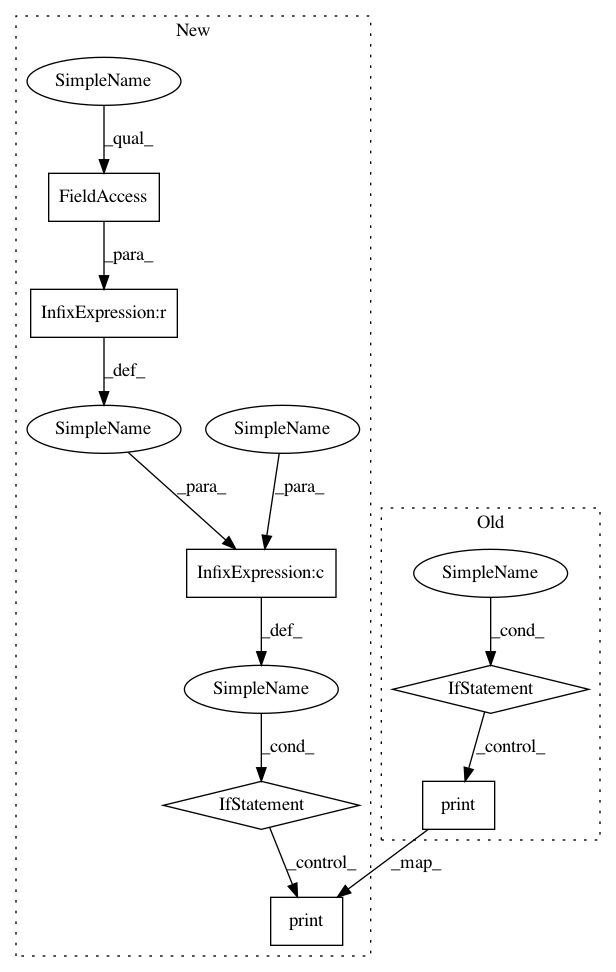 New
SimpleName
_qual_
FieldAccess
_para_
InfixExpression:r
_def_
SimpleName
SimpleName
_para_
_para_
Old
InfixExpression:c
SimpleName
_def_
_cond_
SimpleName
IfStatement
_cond_
_control_
IfStatement
print
_control_
_map_
print